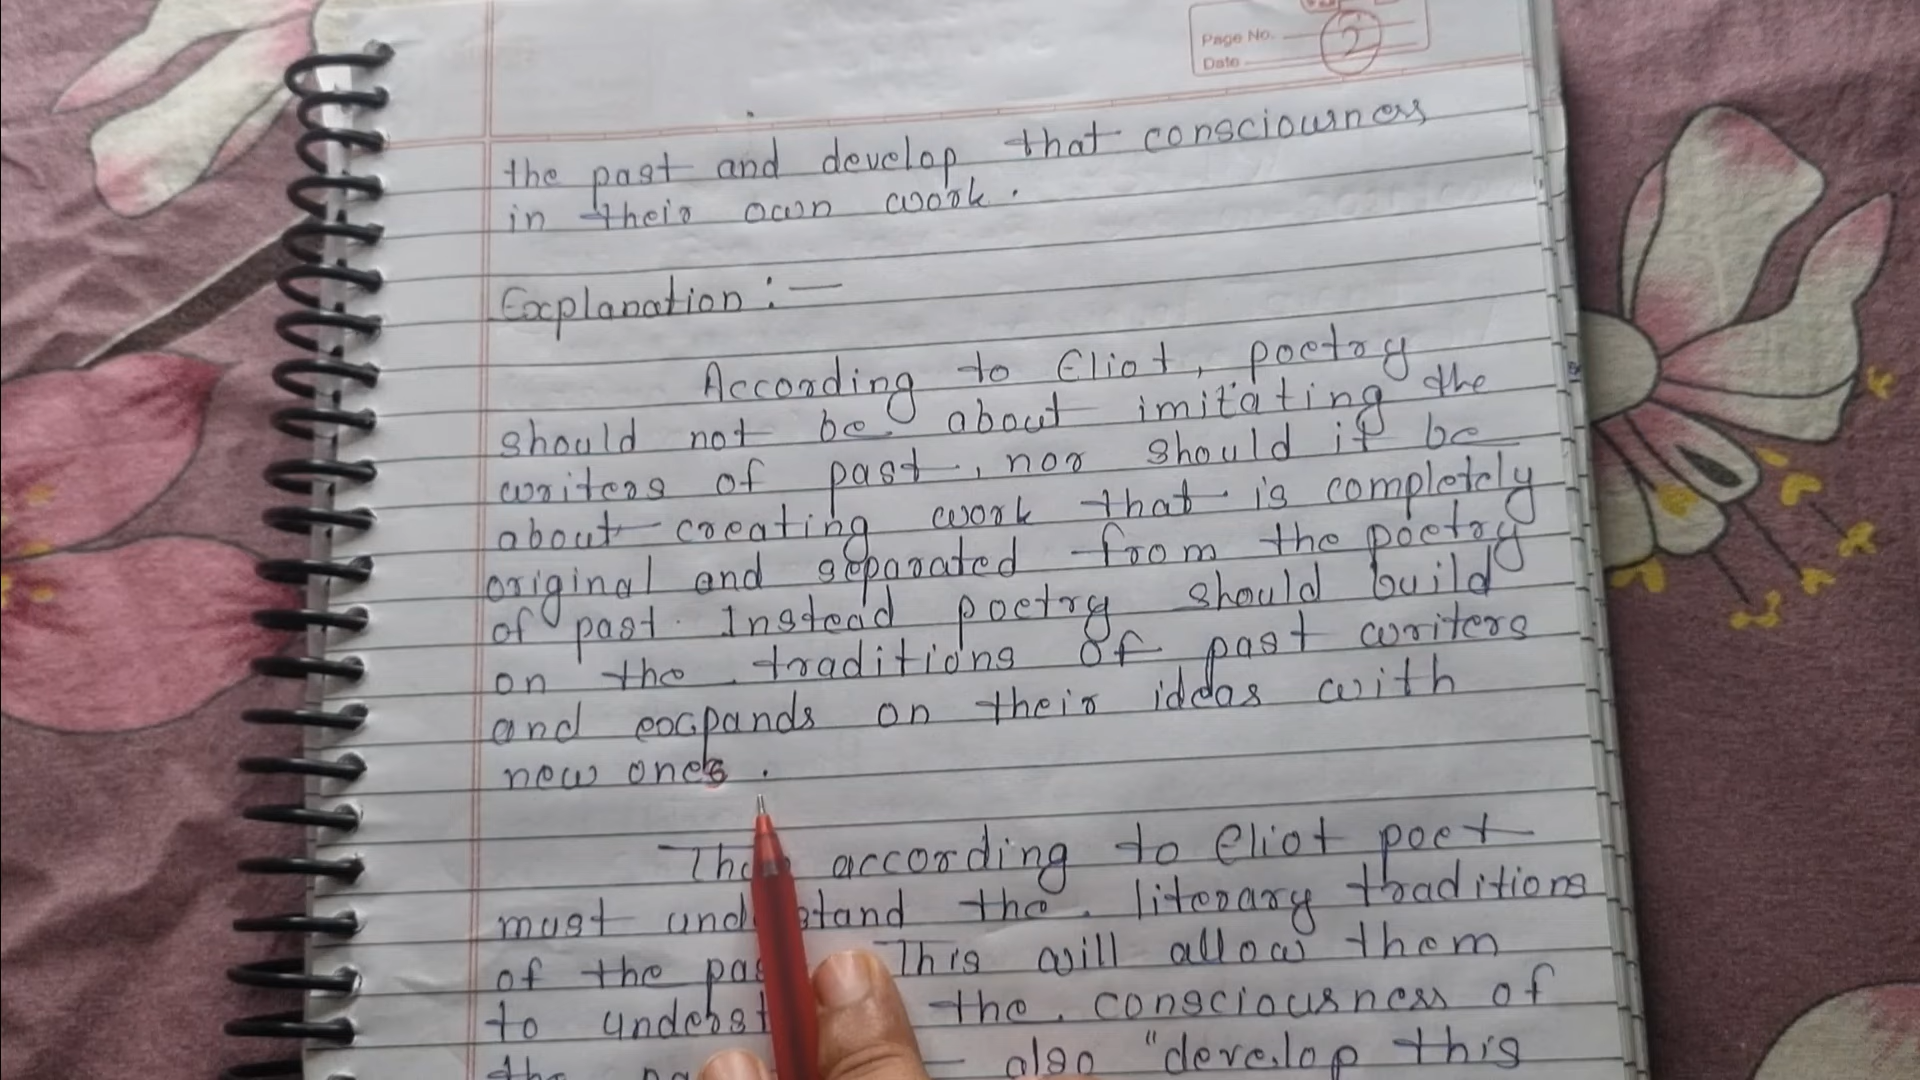 Page No.
2
Date
the past and develop that consciousness
in their own work.
Explanation :—
According to Eliot, poetry
should not be about imitating the
writers of past, nor should it be
about creating work that is completely
original and separated from the poetry
of past. Instead poetry should build
on the traditions of past writers
and expands on their ideas with
new ones.
according to Eliot poet
must the literary traditions
of the This will allow them
to the consciousness of
the also "develop this